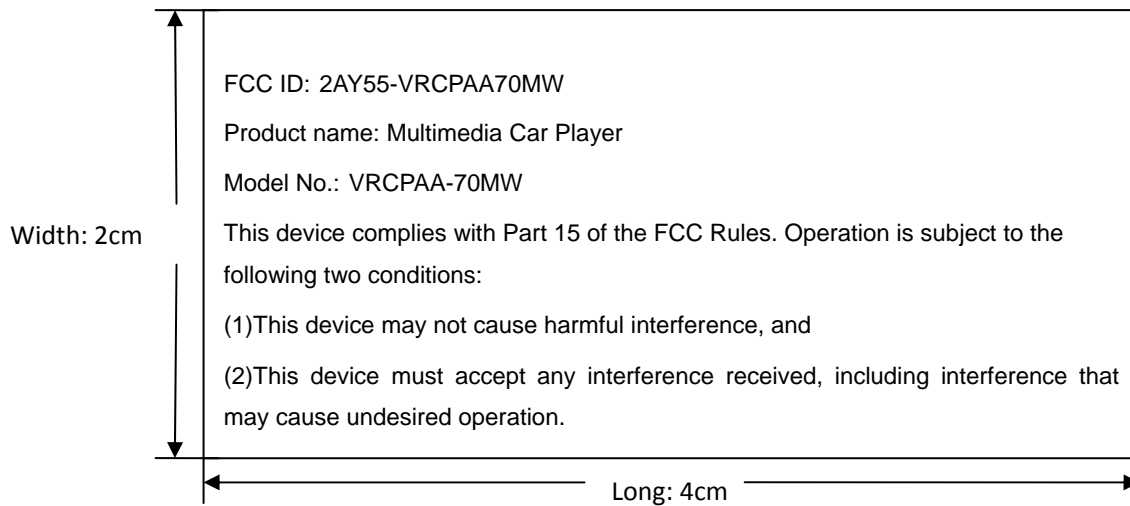 FCC ID: 2AY55-VRCPAA70MW
Product name: Multimedia Car Player
Model No.: VRCPAA-70MW
Width: 2cm
This device complies with Part 15 of the FCC Rules. Operation is subject to the
following two conditions:
(1)This device may not cause harmful interference, and
(2)This device must accept any interference received, including interference that
may cause undesired operation.
Long: 4cm